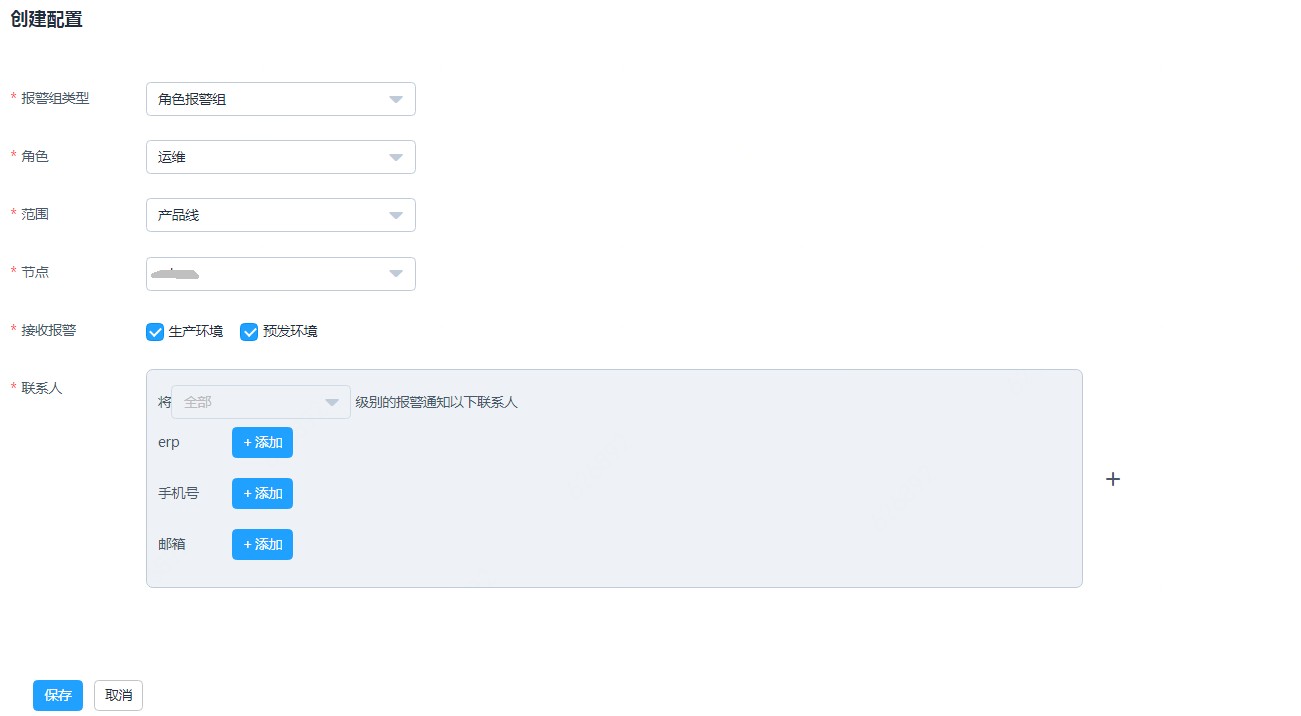 创建配置
* 报警组类型 角色报警组
* 角色 运维
* 范围 产品线
* 节点
* 接收报警 生产环境 预发环境
* 联系人
将 全部 级别的报警通知以下联系人
erp + 添加
手机号 + 添加
邮箱 + 添加
+
保存 取消